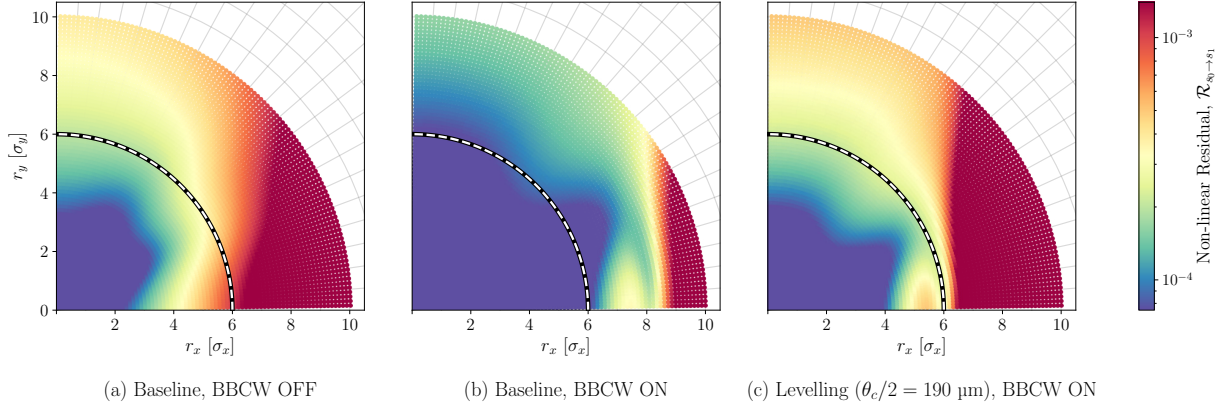 10
8
6
4
2
0
r_y [σ_y]
2 4 6 8 10
r_x [σ_x]
(a) Baseline, BBCW OFF
2 4 6 8 10
r_x [σ_x]
(b) Baseline, BBCW ON
2 4 6 8 10
r_x [σ_x]
(c) Levelling (θ_c/2 = 190 µm), BBCW ON
10⁻³
10⁻⁴
Non-linear Residual, ℛ_{s₀→s₁}